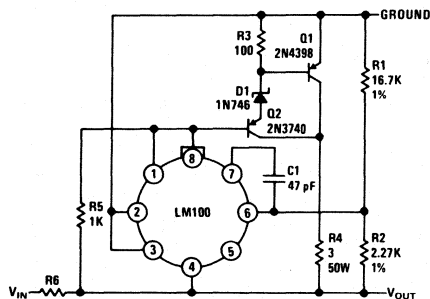 GROUND
R3
100
Q1
2N4398
R1
16.7K
1%
D1
1N746
Q2
2N3740
8
1
7
C1
47 pF
R5
1K
2
LM100
6
3
5
4
R4
3
50W
R2
2.27K
1%
VIN
R6
VOUT